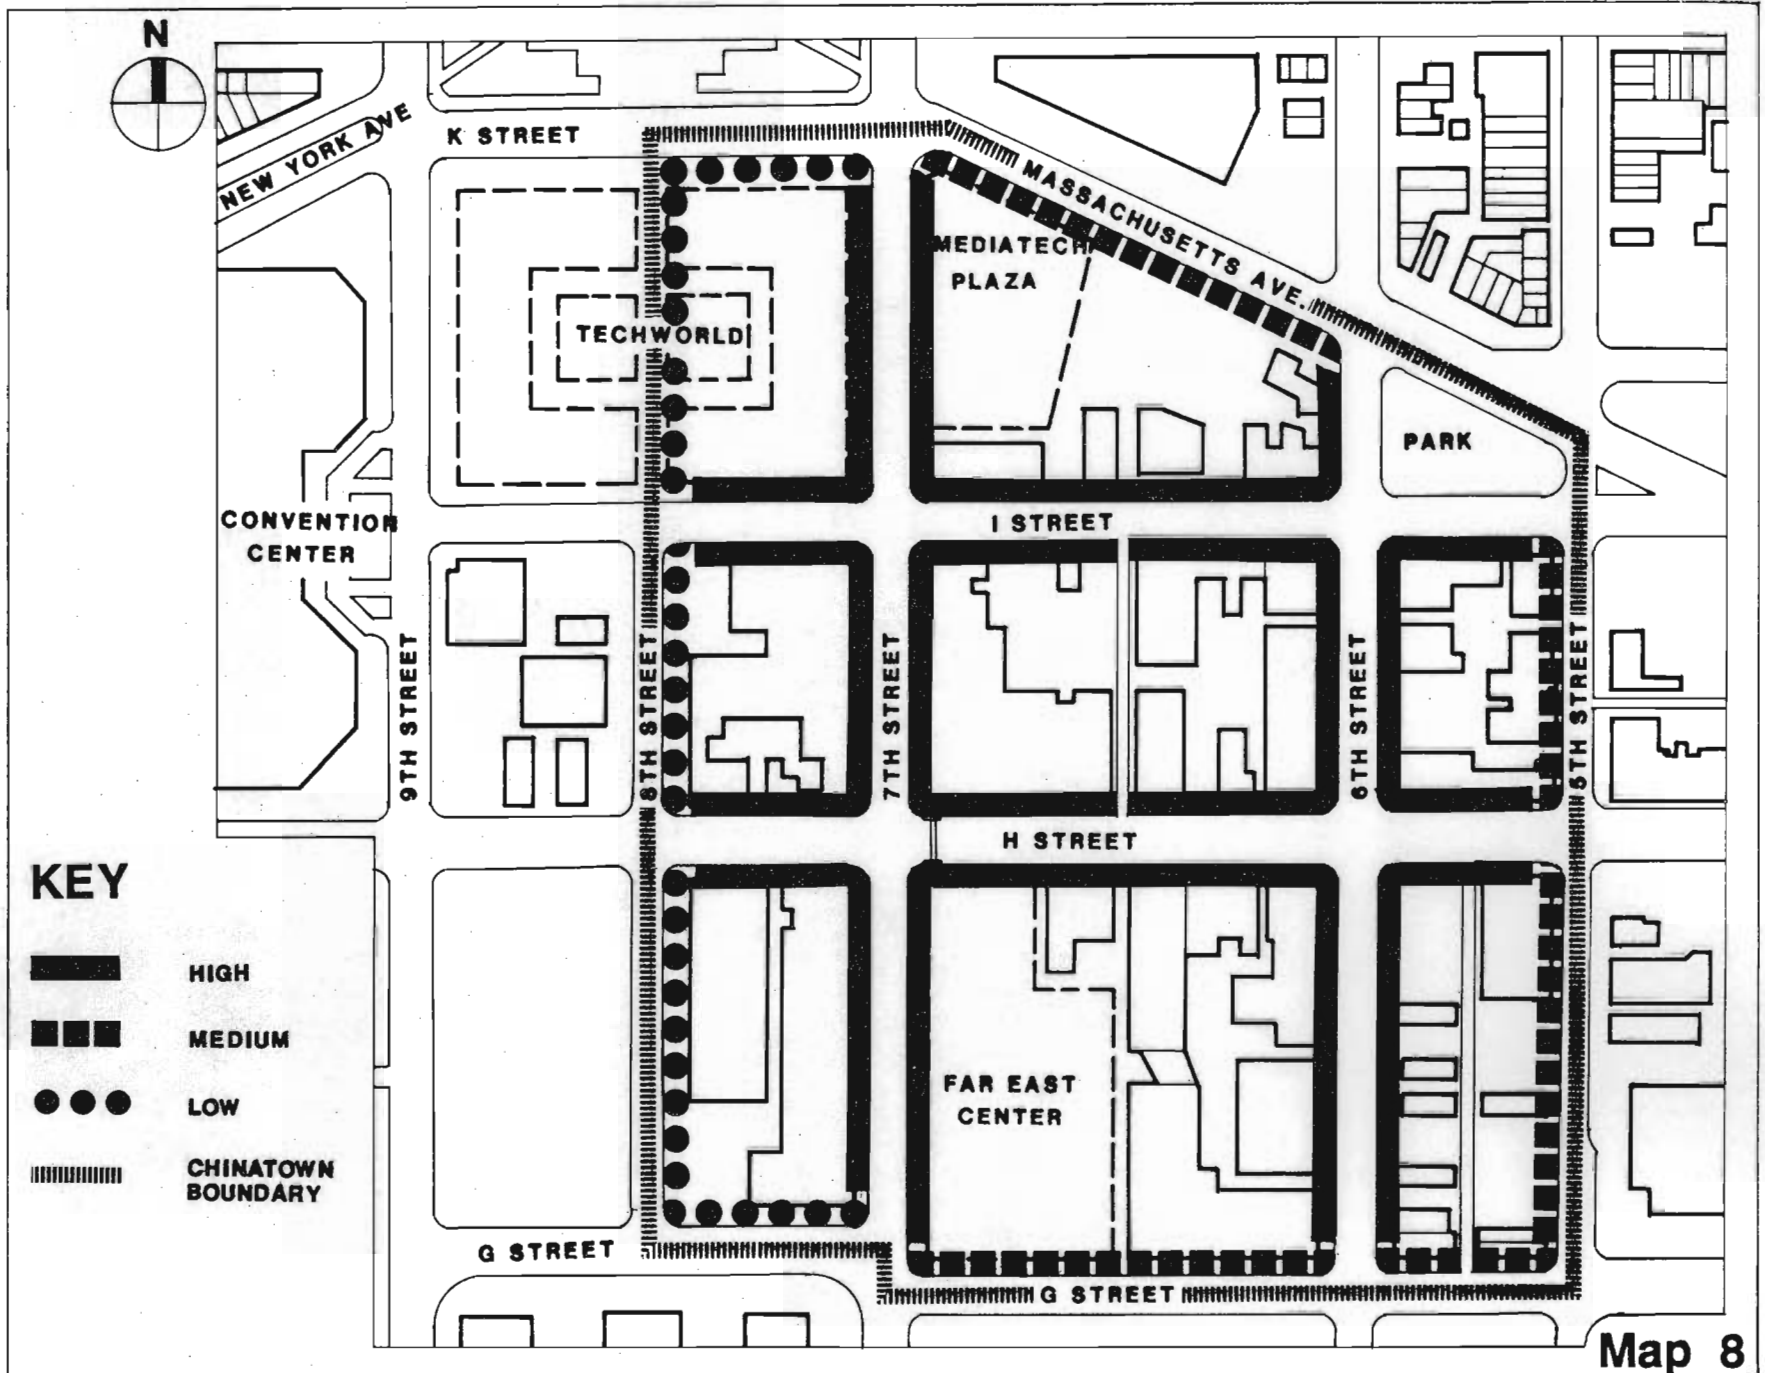 N
NEW YORK AVE
K STREET
MASSACHUSETTS AVE.
MEDIATECH
PLAZA
TECHWORLD
PARK
CONVENTION
CENTER
I STREET
9TH STREET
8TH STREET
7TH STREET
6TH STREET
5TH STREET
H STREET
KEY
HIGH
MEDIUM
LOW
CHINATOWN
BOUNDARY
FAR EAST
CENTER
G STREET
G STREET
Map 8